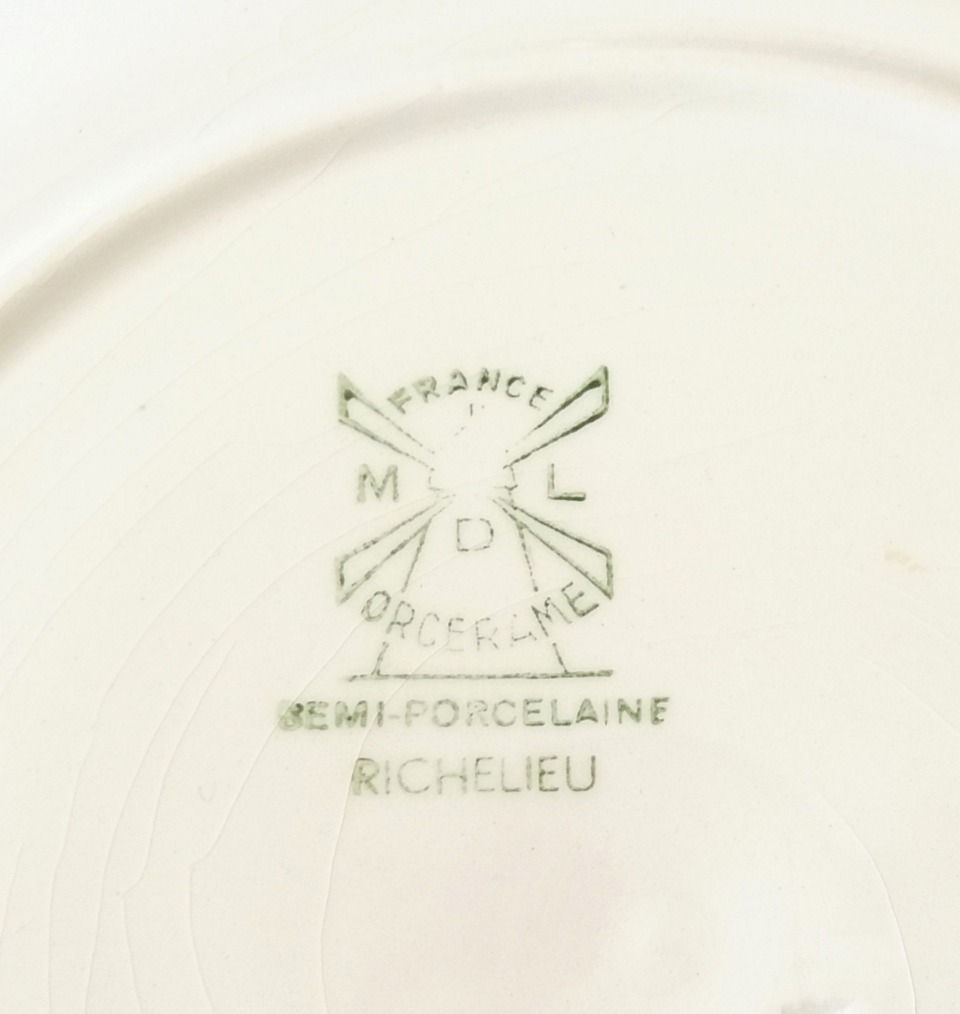 FRANCE
M L
D
ORCERAME
SEMI-PORCELAINE
RICHELIEU